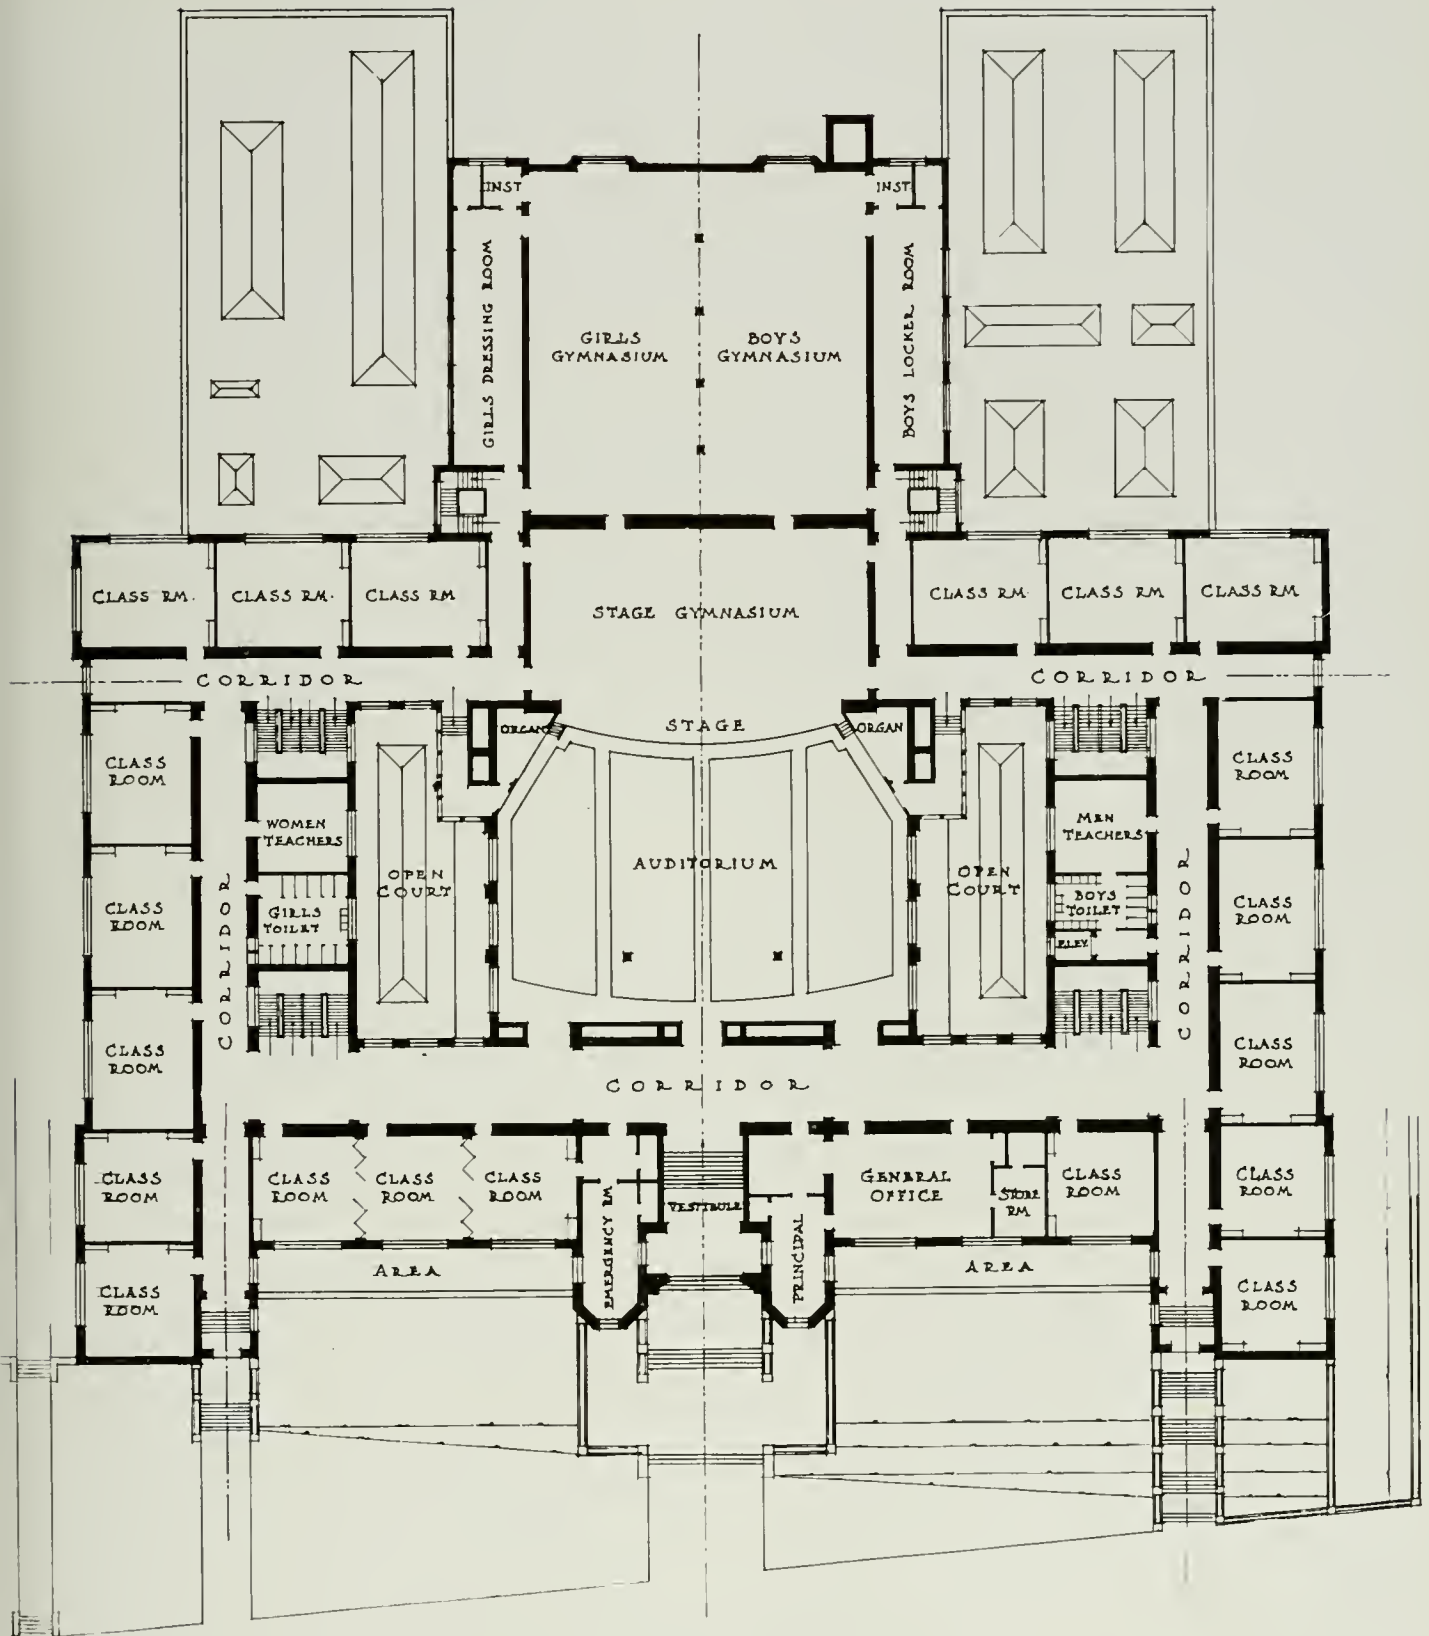 INST
INST
GIRLS DRESSING ROOM
GIRLS
GYMNASIUM
BOYS
GYMNASIUM
BOYS LOCKER ROOM
CLASS RM.
CLASS RM.
CLASS RM
STAGE GYMNASIUM
CLASS RM.
CLASS RM
CLASS RM
CORRIDOR
CORRIDOR
ORGAN
STAGE
ORGAN
CLASS
ROOM
CLASS
ROOM
WOMEN
TEACHERS
MEN
TEACHERS
AUDITORIUM
OPEN
COURT
OPEN
COURT
CLASS
ROOM
GIRLS
TOILET
BOYS
TOILET
CLASS
ROOM
ELEV.
CORRIDOR
CORRIDOR
CLASS
ROOM
CLASS
ROOM
CORRIDOR
CLASS
ROOM
CLASS
ROOM
CLASS
ROOM
CLASS
ROOM
EMERGENCY RM
VESTIBULE
PRINCIPAL
GENERAL
OFFICE
STORE
RM
CLASS
ROOM
CLASS
ROOM
AREA
AREA
CLASS
ROOM
CLASS
ROOM